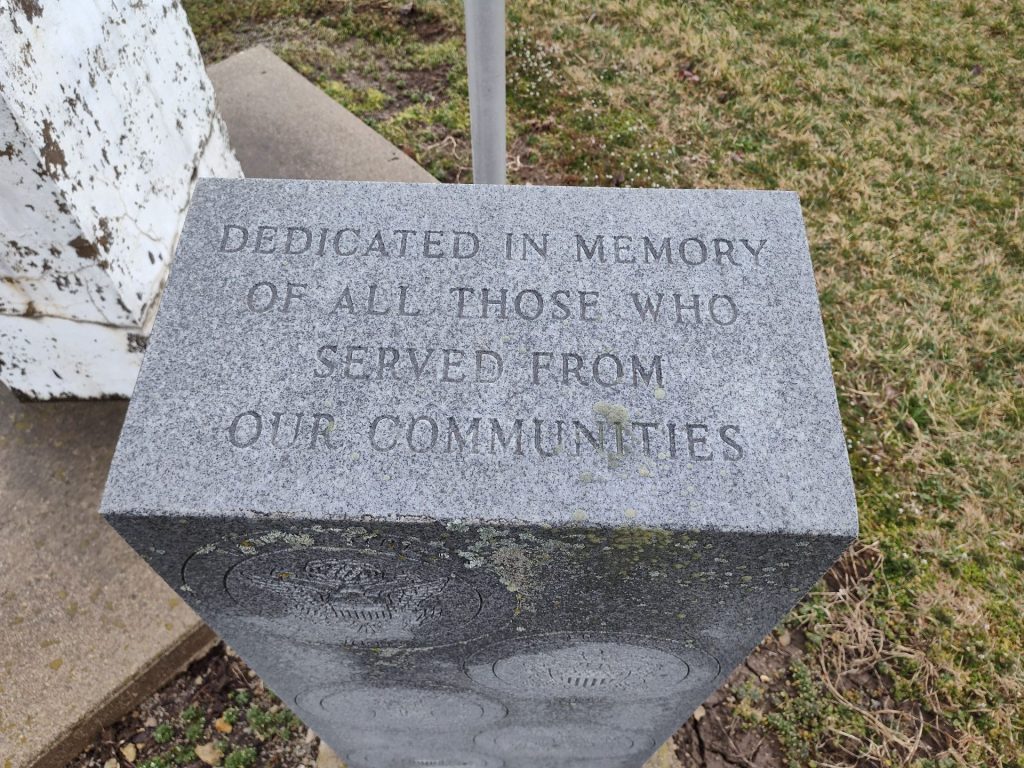 DEDICATED IN MEMORY
OF ALL THOSE WHO
SERVED FROM
OUR COMMUNITIES